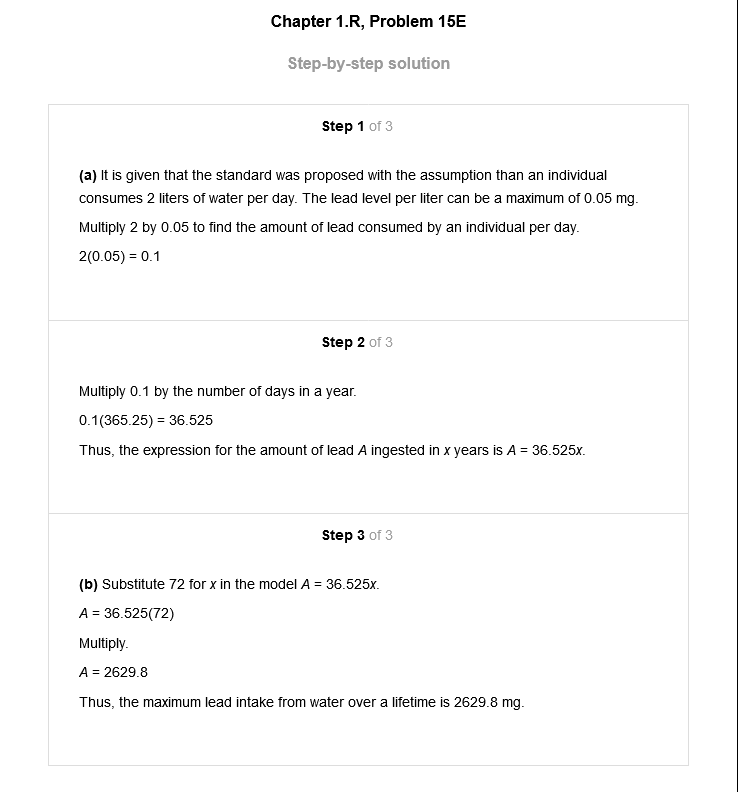 Chapter 1.R, Problem 15E
Step-by-step solution
Step 1 of 3
(a) It is given that the standard was proposed with the assumption than an individual
consumes 2 liters of water per day. The lead level per liter can be a maximum of 0.05 mg.
Multiply 2 by 0.05 to find the amount of lead consumed by an individual per day.
2(0.05) = 0.1
Step 2 of 3
Multiply 0.1 by the number of days in a year.
0.1(365.25) = 36.525
Thus, the expression for the amount of lead A ingested in x years is A = 36.525x.
Step 3 of 3
(b) Substitute 72 for x in the model A = 36.525x.
A = 36.525(72)
Multiply.
A = 2629.8
Thus, the maximum lead intake from water over a lifetime is 2629.8 mg.